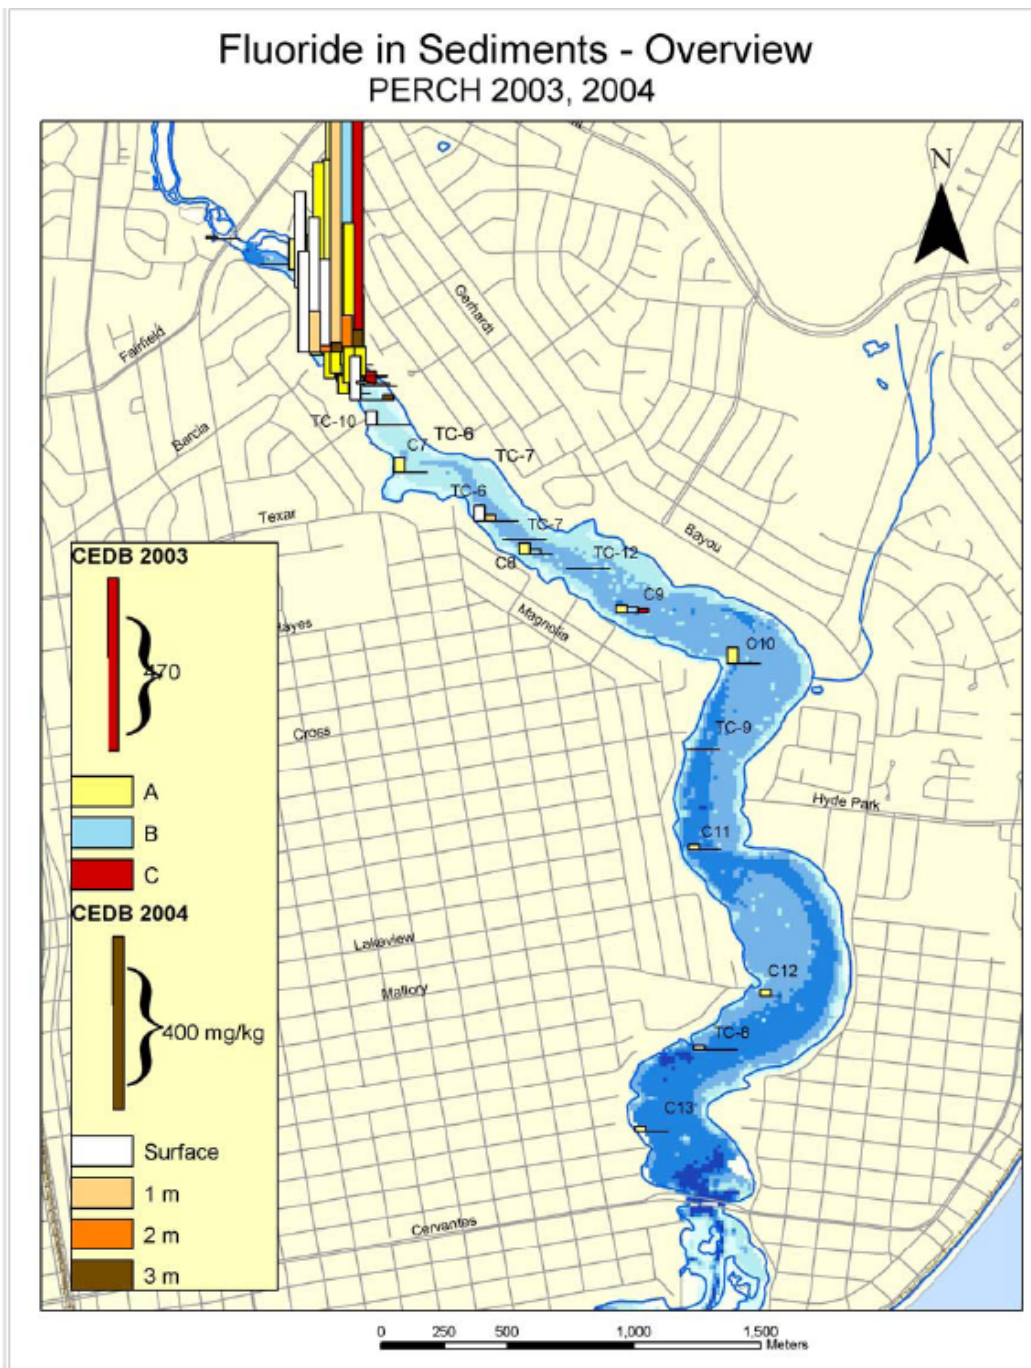 Fluoride in Sediments - Overview
PERCH 2003, 2004
N
Gerhardt
Fairfield
Barcia
TC-10
TC-6
C7
TC-7
TC-6
Texar
TC-7
Bayou
C8
TC-12
CEDB 2003
C9
Magnolia
Hayes
C10
470
TC-9
Cross
A
Hyde Park
B
C11
C
CEDB 2004
Lakeview
C12
Mallory
400 mg/kg
TC-8
C13
Surface
1 m
Cervantes
2 m
3 m
0 250 500 1,000 1,500
Meters